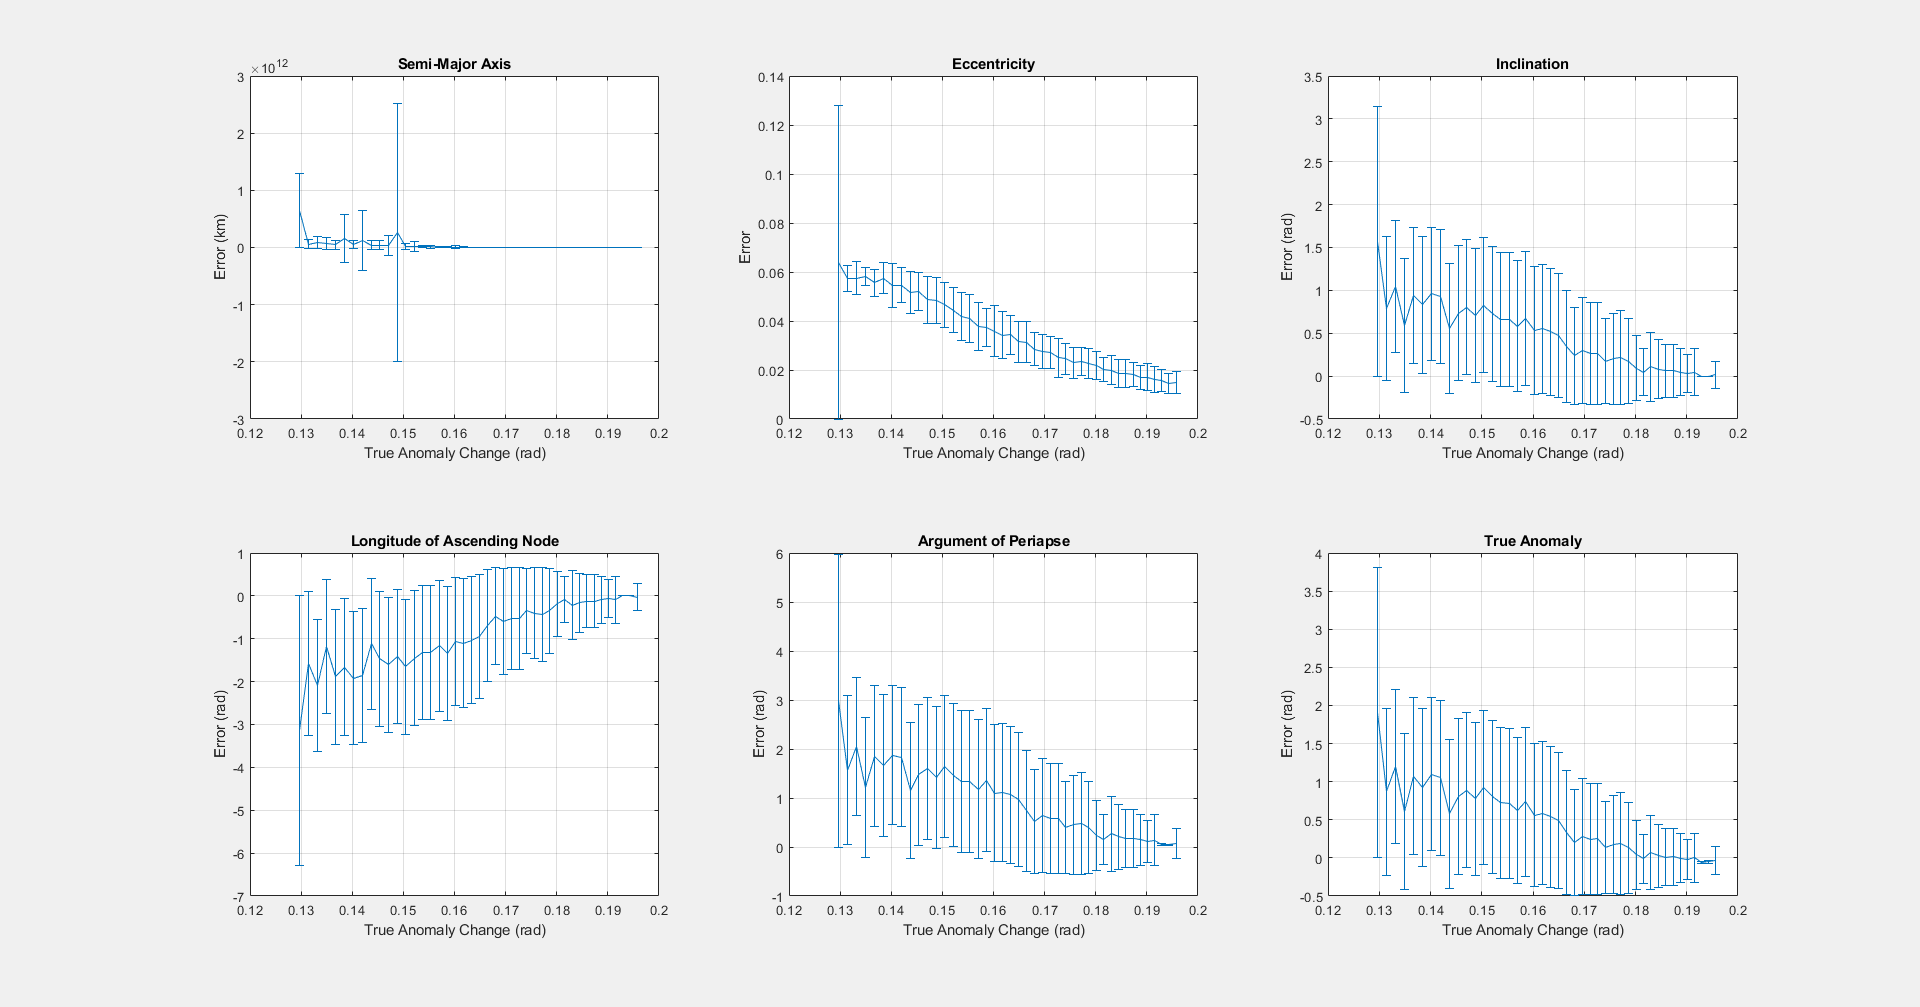 Semi-Major Axis
×10^12
3
2
1
0
-1
-2
-3
Error (km)
0.12 0.13 0.14 0.15 0.16 0.17 0.18 0.19 0.2
True Anomaly Change (rad)
Eccentricity
0.14
0.12
0.1
0.08
0.06
0.04
0.02
0
Error
0.12 0.13 0.14 0.15 0.16 0.17 0.18 0.19 0.2
True Anomaly Change (rad)
Inclination
3.5
3
2.5
2
1.5
1
0.5
0
-0.5
Error (rad)
0.12 0.13 0.14 0.15 0.16 0.17 0.18 0.19 0.2
True Anomaly Change (rad)
Longitude of Ascending Node
1
0
-1
-2
-3
-4
-5
-6
-7
Error (rad)
0.12 0.13 0.14 0.15 0.16 0.17 0.18 0.19 0.2
True Anomaly Change (rad)
Argument of Periapse
6
5
4
3
2
1
0
-1
Error (rad)
0.12 0.13 0.14 0.15 0.16 0.17 0.18 0.19 0.2
True Anomaly Change (rad)
True Anomaly
4
3.5
3
2.5
2
1.5
1
0.5
0
-0.5
Error (rad)
0.12 0.13 0.14 0.15 0.16 0.17 0.18 0.19 0.2
True Anomaly Change (rad)